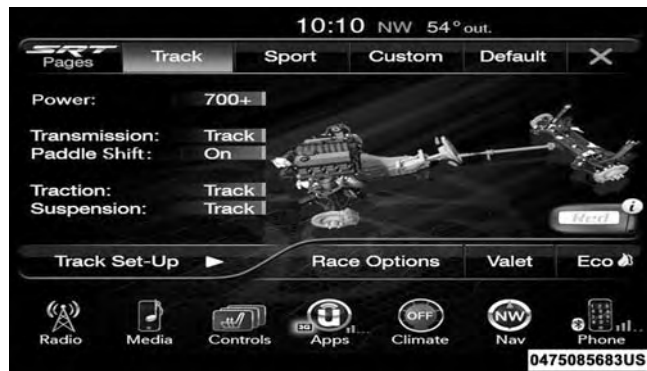 10:10 NW 54° out.
SRT Pages Track Sport Custom Default X
Power: 700+
Transmission: Track
Paddle Shift: On
Traction: Track
Suspension: Track
Red i
Track Set-Up Race Options Valet Eco
3G U OFF NW
Radio Media Controls Apps Climate Nav Phone
0475085683US